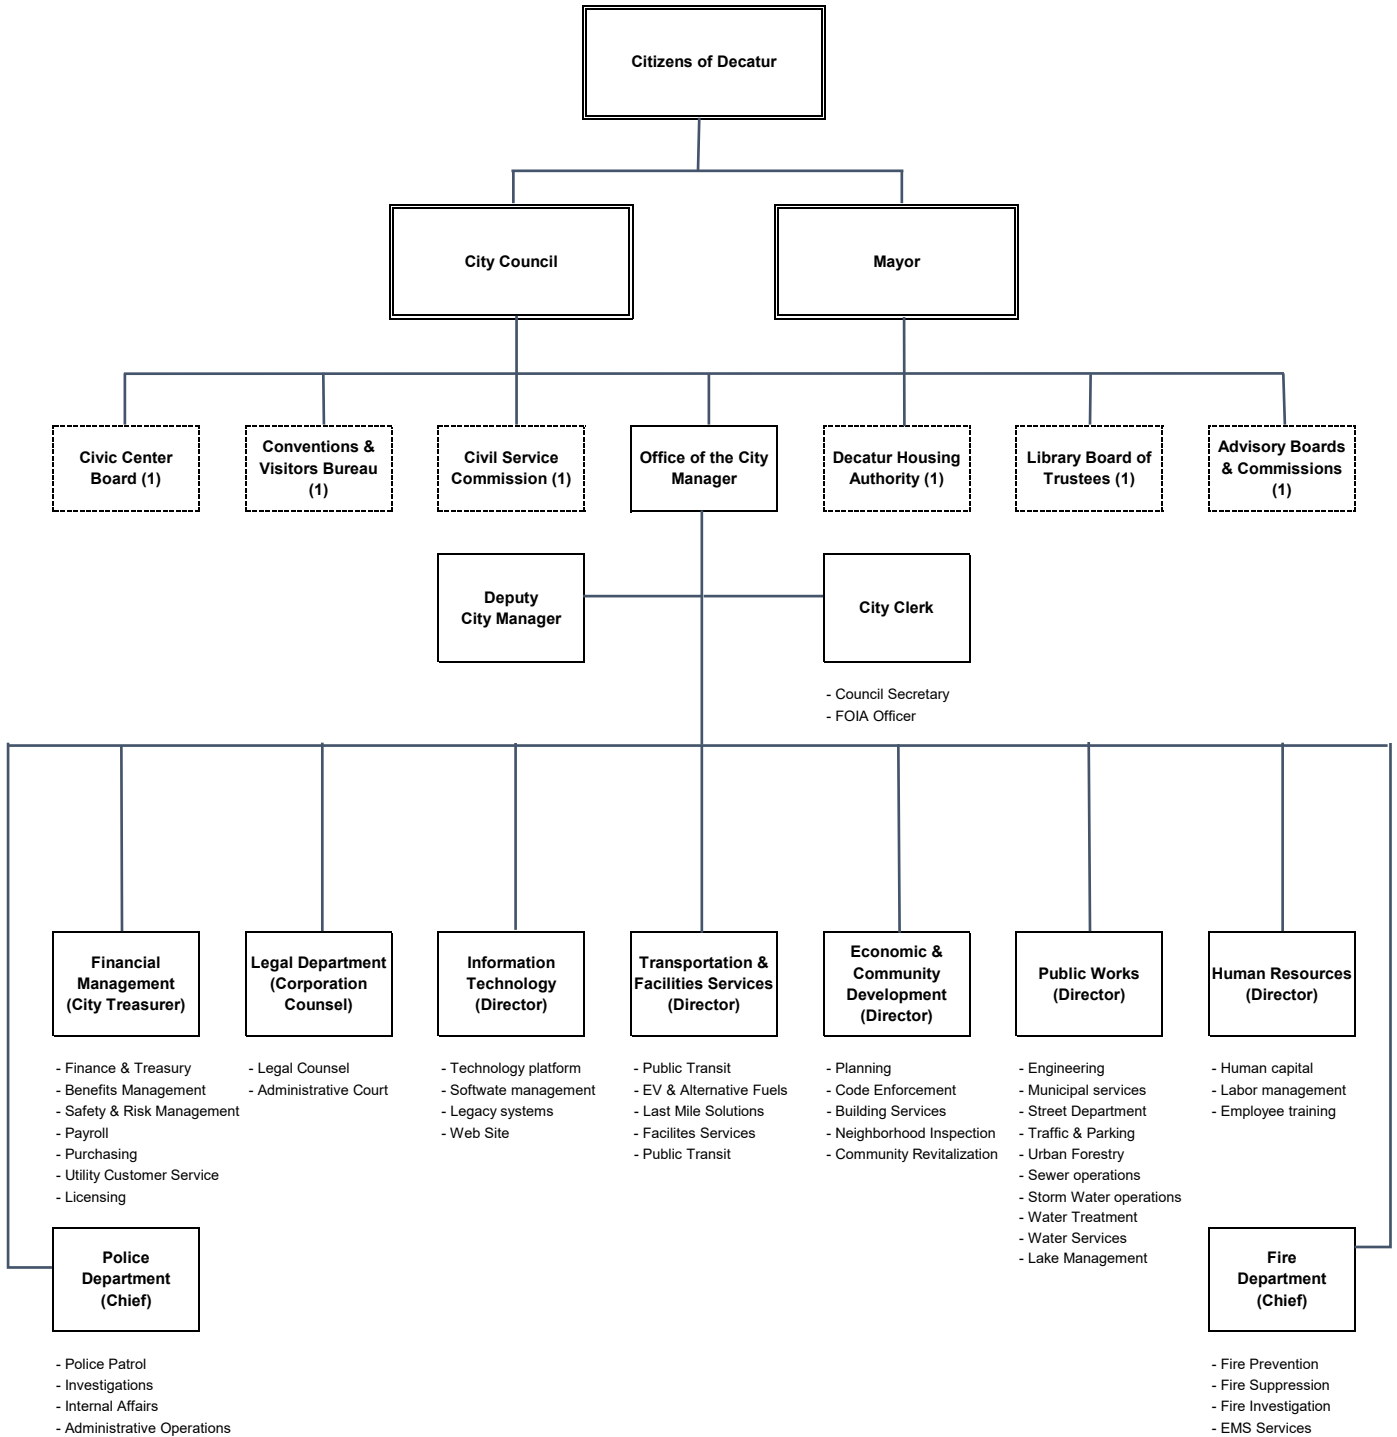 Citizens of Decatur
City Council
Mayor
Civic Center
Board (1)
Conventions &
Visitors Bureau
(1)
Civil Service
Commission (1)
Office of the City
Manager
Decatur Housing
Authority (1)
Library Board of
Trustees (1)
Advisory Boards
& Commissions
(1)
Deputy
City Manager
City Clerk
- Council Secretary
- FOIA Officer
Financial
Management
(City Treasurer)
- Finance & Treasury
- Benefits Management
- Safety & Risk Management
- Payroll
- Purchasing
- Utility Customer Service
- Licensing
Legal Department
(Corporation
Counsel)
- Legal Counsel
- Administrative Court
Information
Technology
(Director)
- Technology platform
- Softwate management
- Legacy systems
- Web Site
Transportation &
Facilities Services
(Director)
- Public Transit
- EV & Alternative Fuels
- Last Mile Solutions
- Facilites Services
- Public Transit
Economic &
Community
Development
(Director)
- Planning
- Code Enforcement
- Building Services
- Neighborhood Inspection
- Community Revitalization
Public Works
(Director)
- Engineering
- Municipal services
- Street Department
- Traffic & Parking
- Urban Forestry
- Sewer operations
- Storm Water operations
- Water Treatment
- Water Services
- Lake Management
Human Resources
(Director)
- Human capital
- Labor management
- Employee training
Police
Department
(Chief)
- Police Patrol
- Investigations
- Internal Affairs
- Administrative Operations
Fire
Department
(Chief)
- Fire Prevention
- Fire Suppression
- Fire Investigation
- EMS Services